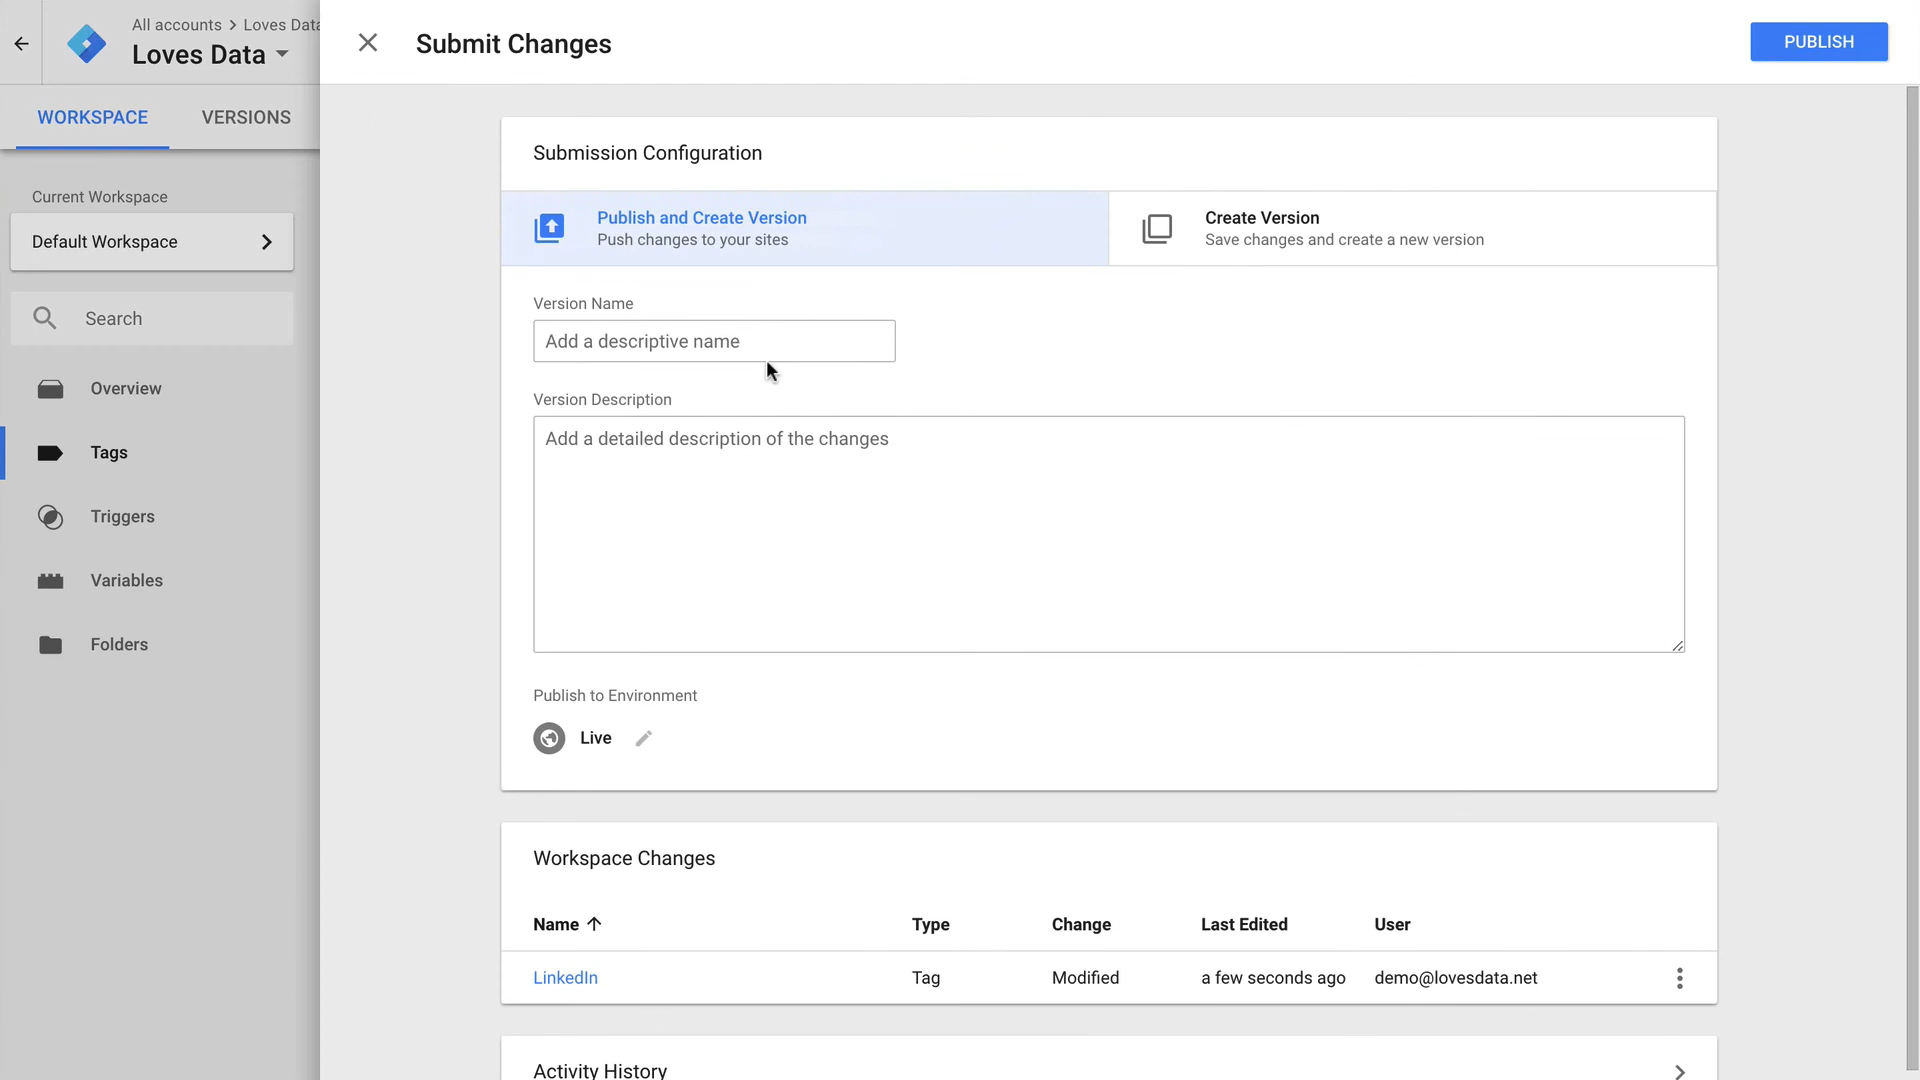 All accounts > Loves Data
Loves Data
Submit Changes
PUBLISH
WORKSPACE
VERSIONS
Current Workspace
Default Workspace
Search
Overview
Tags
Triggers
Variables
Folders
Submission Configuration
Publish and Create Version
Push changes to your sites
Create Version
Save changes and create a new version
Version Name
Add a descriptive name
Version Description
Add a detailed description of the changes
Publish to Environment
Live
Workspace Changes
Name Type Change Last Edited User
LinkedIn Tag Modified a few seconds ago demo@lovesdata.net
Activity History